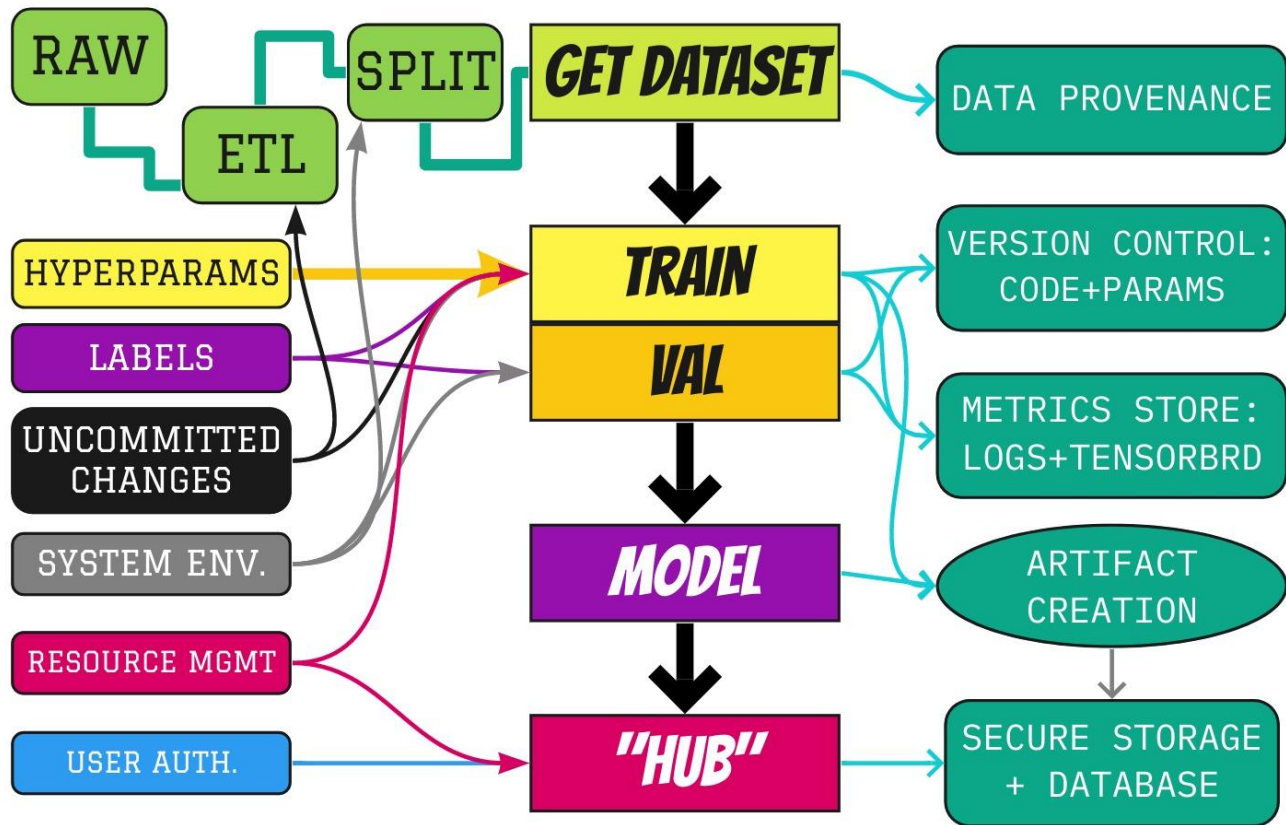 RAW
ETL
SPLIT
GET DATASET
DATA PROVENANCE
HYPERPARAMS
LABELS
UNCOMMITTED
CHANGES
SYSTEM ENV.
RESOURCE MGMT
USER AUTH.
TRAIN
VAL
MODEL
"HUB"
VERSION CONTROL:
CODE+PARAMS
METRICS STORE:
LOGS+TENSORBRD
ARTIFACT
CREATION
SECURE STORAGE
+ DATABASE